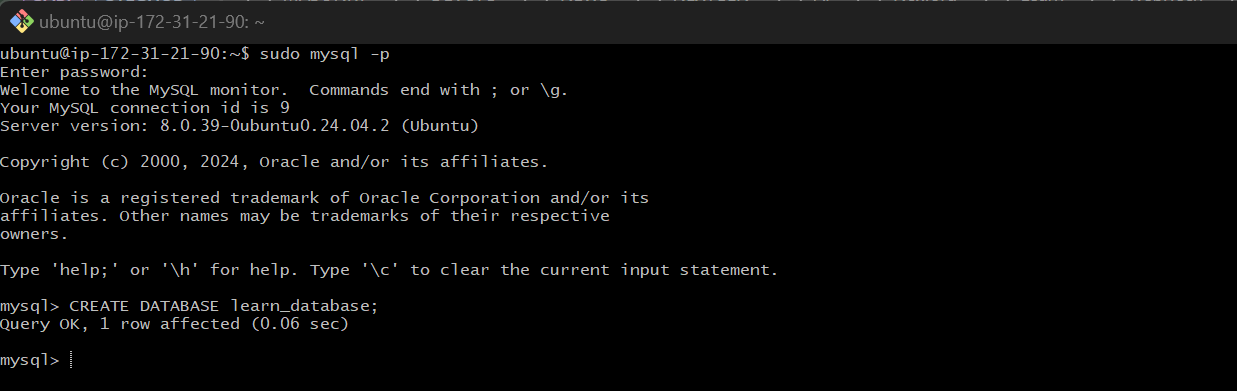 ubuntu@ip-172-31-21-90: ~
ubuntu@ip-172-31-21-90:~$ sudo mysql -p
Enter password:
Welcome to the MySQL monitor.  Commands end with ; or \g.
Your MySQL connection id is 9
Server version: 8.0.39-0ubuntu0.24.04.2 (Ubuntu)
Copyright (c) 2000, 2024, Oracle and/or its affiliates.
Oracle is a registered trademark of Oracle Corporation and/or its
affiliates. Other names may be trademarks of their respective
owners.
Type 'help;' or '\h' for help. Type '\c' to clear the current input statement.
mysql> CREATE DATABASE learn_database;
Query OK, 1 row affected (0.06 sec)
mysql>